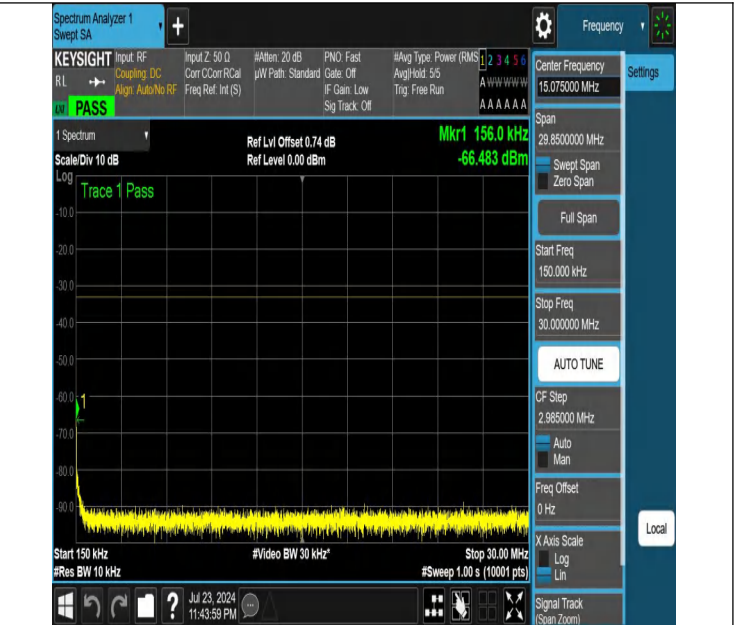 Spectrum Analyzer 1
Swept SA
Frequency
KEYSIGHT
RL
PASS
Input: RF
Coupling: DC
Align: Auto/No RF
Input Z: 50 Ω
Corr CCorr RCal
Freq Ref: Int (S)
#Atten: 20 dB
µW Path: Standard
PNO: Fast
Gate: Off
IF Gain: Low
Sig Track: Off
#Avg Type: Power (RMS
Avg|Hold: 5/5
Trig: Free Run
1 2 3 4 5 6
A W W W W W
A A A A A A
Center Frequency
15.075000 MHz
Settings
Span
29.8500000 MHz
Swept Span
Zero Span
Full Span
Start Freq
150.000 kHz
Stop Freq
30.000000 MHz
AUTO TUNE
CF Step
2.985000 MHz
Auto
Man
Freq Offset
0 Hz
X Axis Scale
Log
Lin
Signal Track
(Span Zoom)
Local
1 Spectrum
Scale/Div 10 dB
Ref Lvl Offset 0.74 dB
Ref Level 0.00 dBm
Mkr1 156.0 kHz
-66.483 dBm
Log
Trace 1 Pass
-10.0
-20.0
-30.0
-40.0
-50.0
-60.0
1
-70.0
-80.0
-90.0
Start 150 kHz
#Res BW 10 kHz
#Video BW 30 kHz*
Stop 30.00 MHz
#Sweep 1.00 s (10001 pts)
Jul 23, 2024
11:43:59 PM